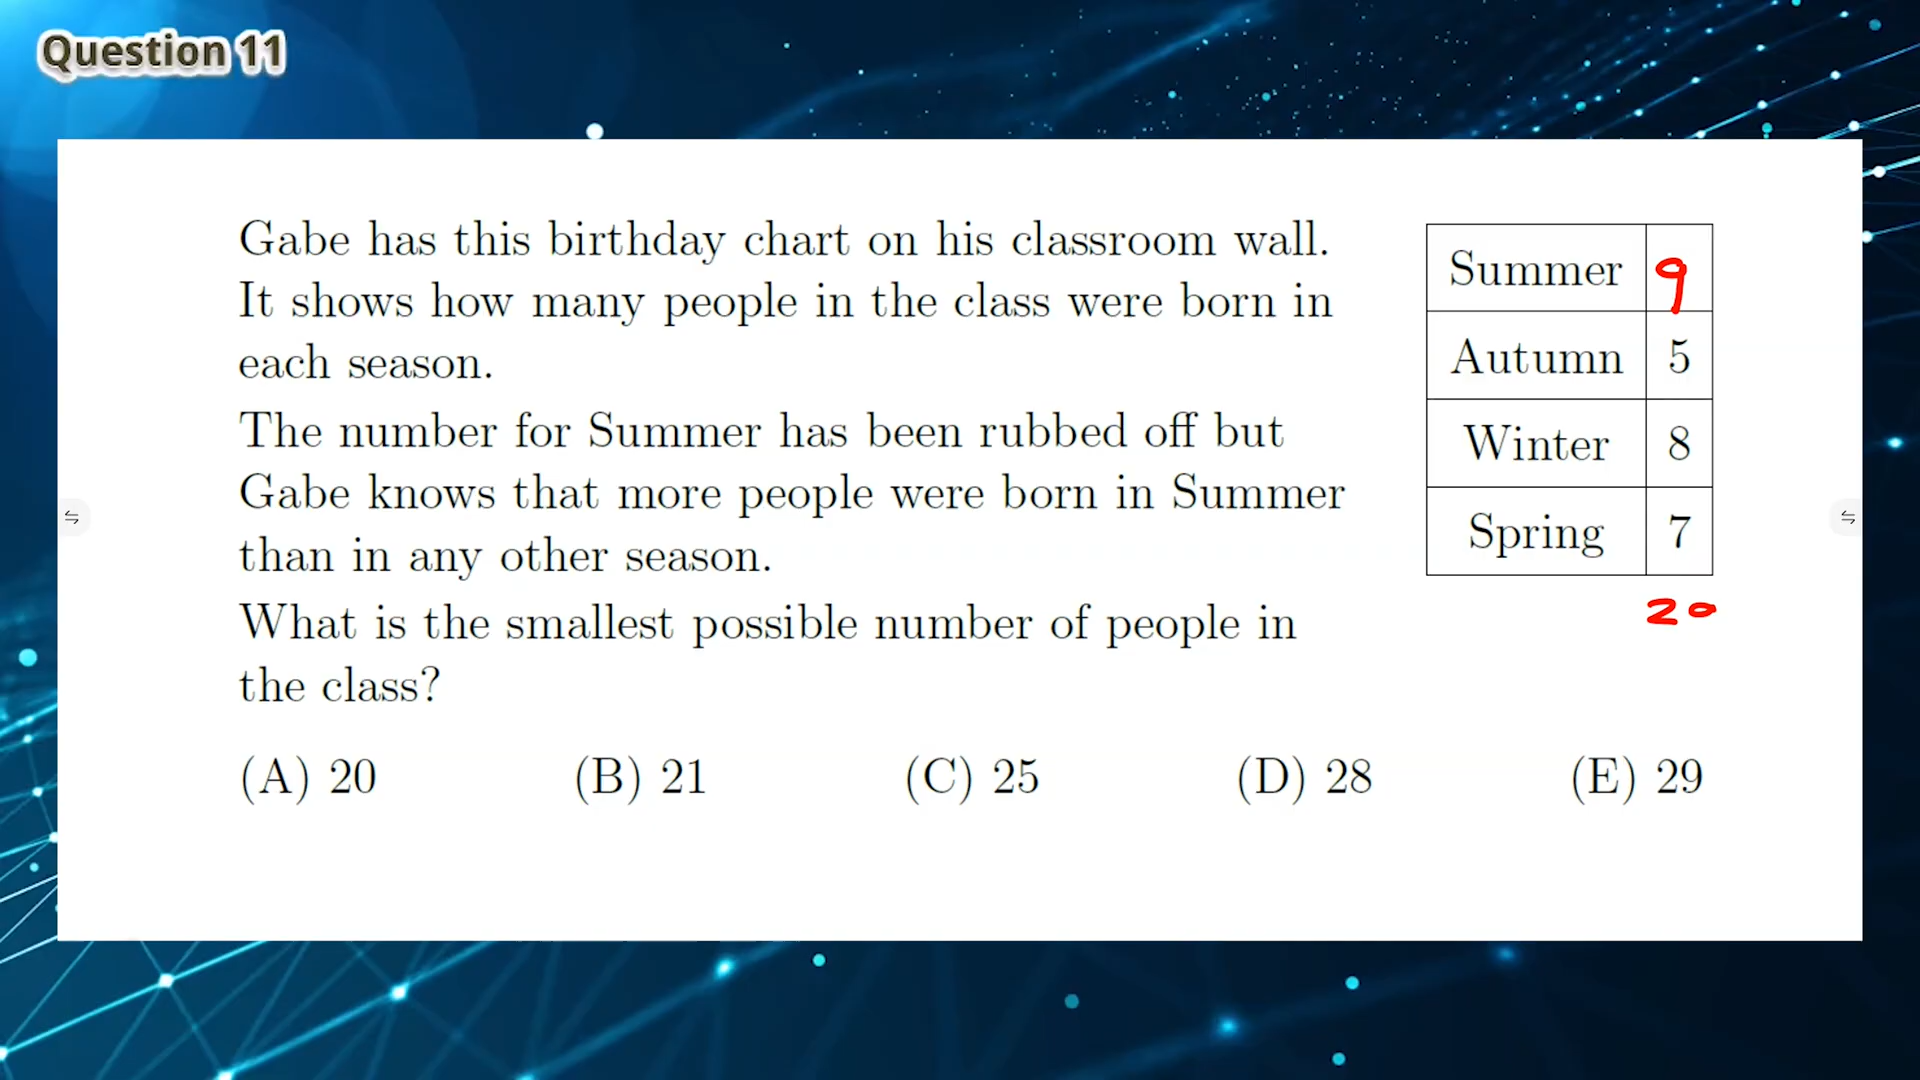 Question 11
Gabe has this birthday chart on his classroom wall.
It shows how many people in the class were born in
each season.
The number for Summer has been rubbed off but
Gabe knows that more people were born in Summer
than in any other season.
What is the smallest possible number of people in
the class?
Summer 9
Autumn 5
Winter 8
Spring 7
20
(A) 20 (B) 21 (C) 25 (D) 28 (E) 29